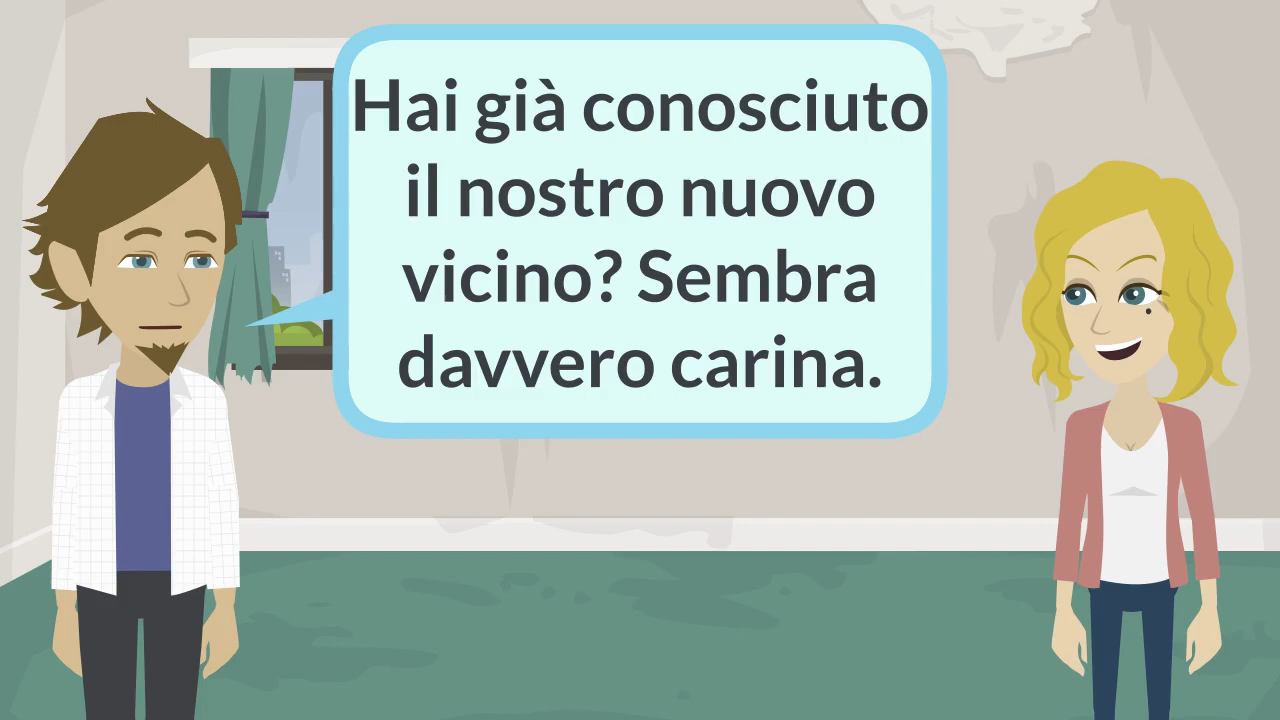 Hai già conosciuto
il nostro nuovo
vicino? Sembra
davvero carina.